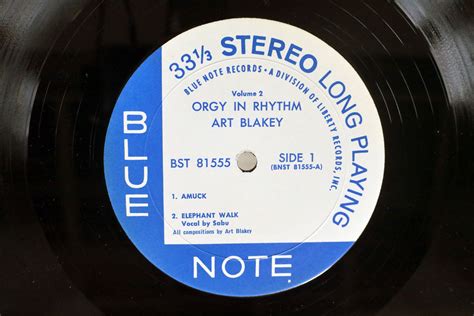 33 1/3 STEREO LONG PLAYING
BLUE NOTE RECORDS • A DIVISION OF LIBERTY RECORDS, INC.
Volume 2
ORGY IN RHYTHM
ART BLAKEY
BST 81555
SIDE 1
(BNST 81555-A)
1. AMUCK
2. ELEPHANT WALK
Vocal by Sabu
All compositions by Art Blakey
BLUE
NOTE